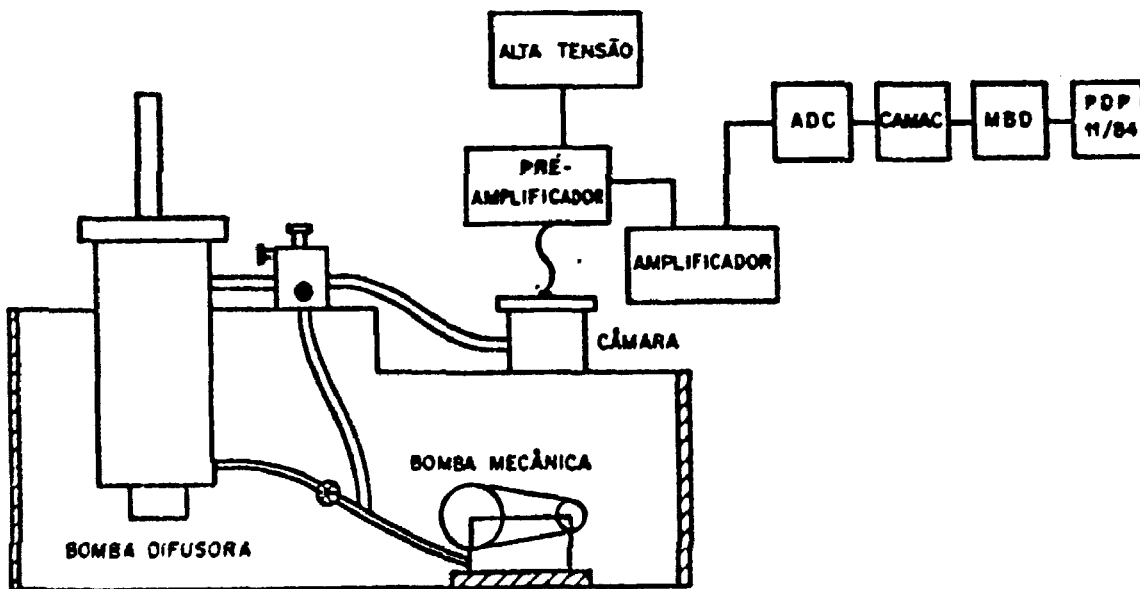 ALTA TENSÃO
ADC
CAMAC
MBD
PDP
11/84
PRÉ-
AMPLIFICADOR
AMPLIFICADOR
CÂMARA
BOMBA MECÂNICA
BOMBA DIFUSORA